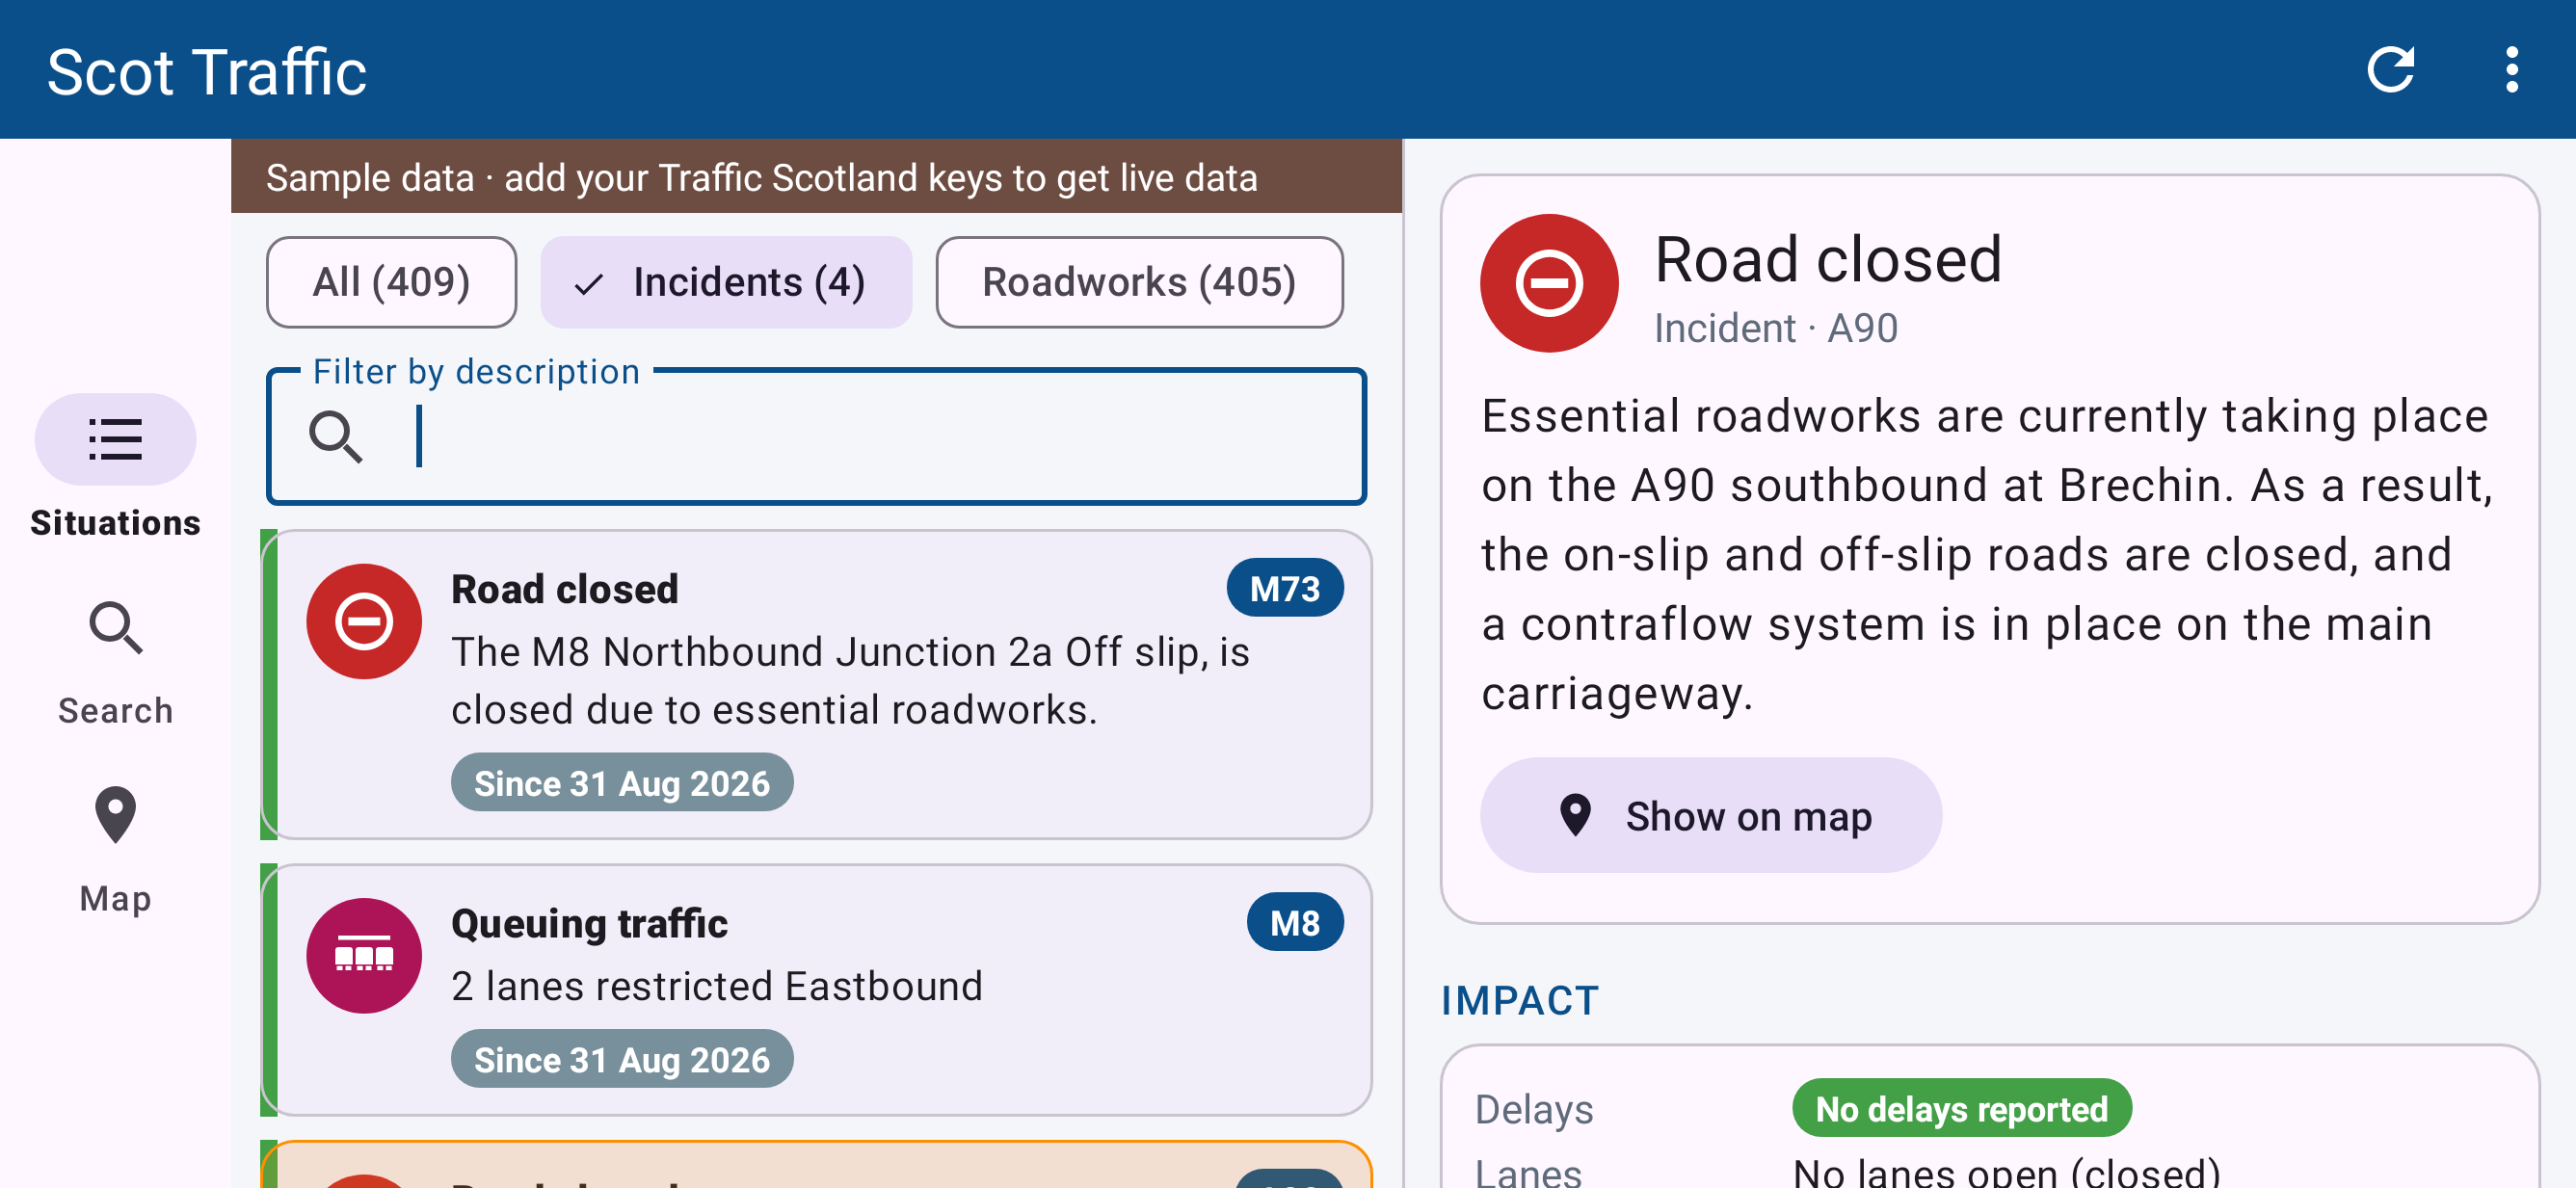 Scot Traffic
Sample data · add your Traffic Scotland keys to get live data
All (409)
Incidents (4)
Roadworks (405)
Filter by description
Situations
Search
Map
Road closed
M73
The M8 Northbound Junction 2a Off slip, is
closed due to essential roadworks.
Since 31 Aug 2026
Queuing traffic
M8
2 lanes restricted Eastbound
Since 31 Aug 2026
Road closed
Incident · A90
Essential roadworks are currently taking place
on the A90 southbound at Brechin. As a result,
the on-slip and off-slip roads are closed, and
a contraflow system is in place on the main
carriageway.
Show on map
IMPACT
Delays
No delays reported
Lanes
No lanes open (closed)